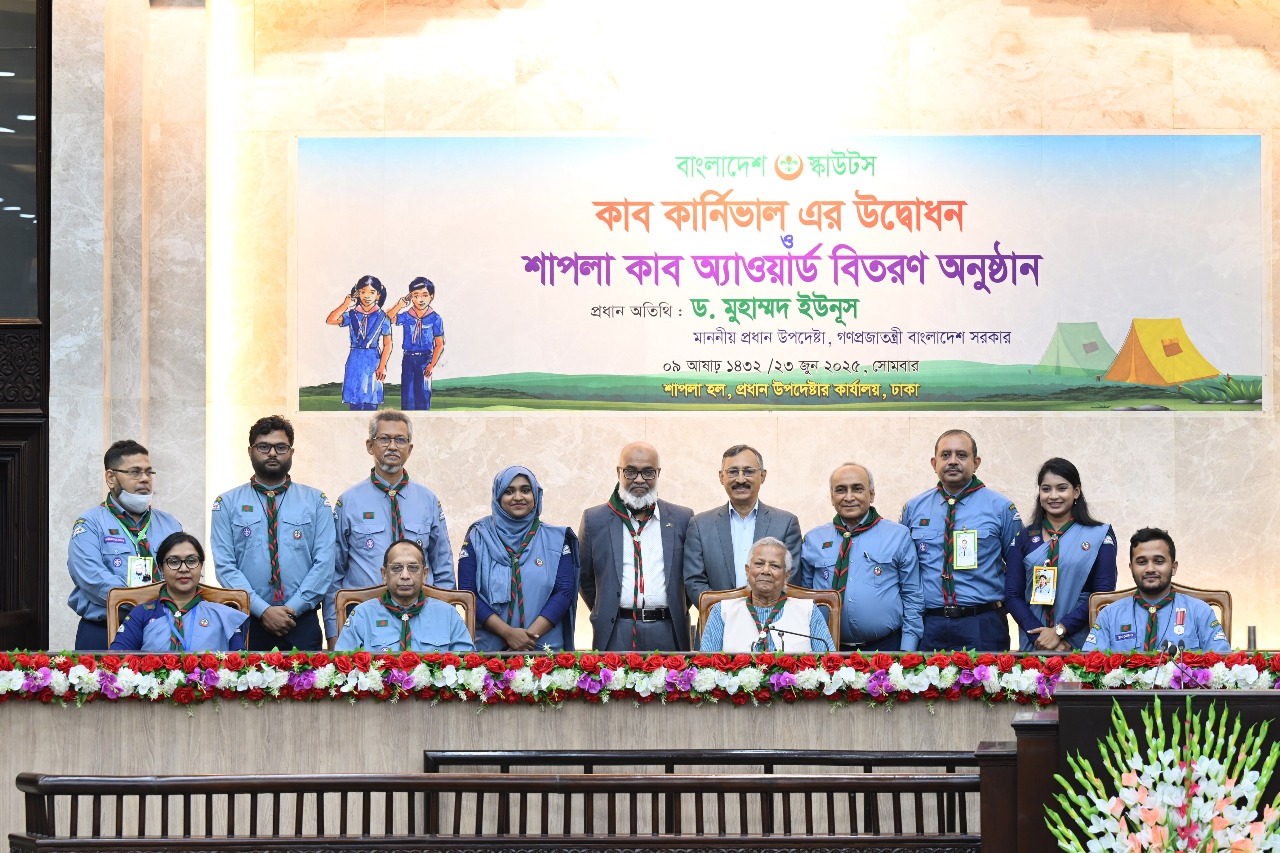 বাংলাদেশ স্কাউটস
কাব কার্নিভাল এর উদ্বোধন
ও
শাপলা কাব অ্যাওয়ার্ড বিতরণ অনুষ্ঠান
প্রধান অতিথি : ড. মুহাম্মদ ইউনূস
মাননীয় প্রধান উপদেষ্টা, গণপ্রজাতন্ত্রী বাংলাদেশ সরকার
০৯ আষাঢ় ১৪৩২ /২৩ জুন ২০২৫, সোমবার
শাপলা হল, প্রধান উপদেষ্টার কার্যালয়, ঢাকা